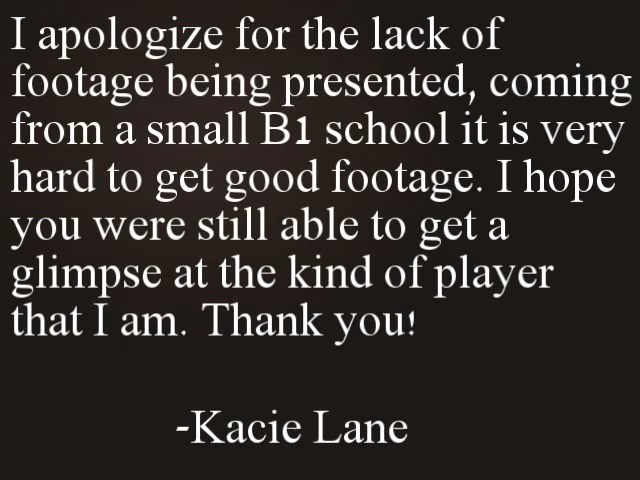 I apologize for the lack of
footage being presented, coming
from a small B1 school it is very
hard to get good footage. I hope
you were still able to get a
glimpse at the kind of player
that I am. Thank you!
-Kacie Lane